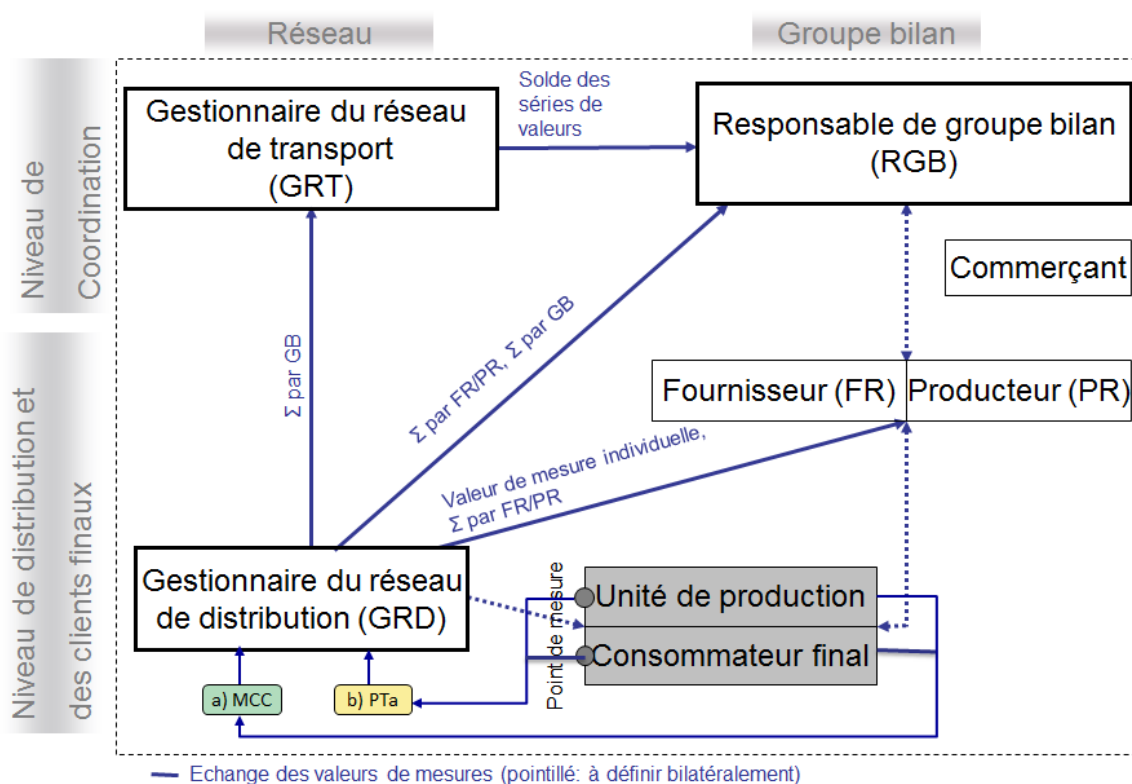 Réseau
Groupe bilan
Niveau de
Coordination
Gestionnaire du réseau
de transport
(GRT)
Solde des
séries de
valeurs
Responsable de groupe bilan
(RGB)
Commerçant
Σ par GB
Σ par FR/PR, Σ par GB
Fournisseur (FR)
Producteur (PR)
Valeur de mesure individuelle,
Σ par FR/PR
Niveau de distribution et
des clients finaux
Gestionnaire du réseau
de distribution (GRD)
Point de mesure
Unité de production
Consommateur final
a) MCC
b) PTa
Echange des valeurs de mesures (pointillé: à définir bilatéralement)